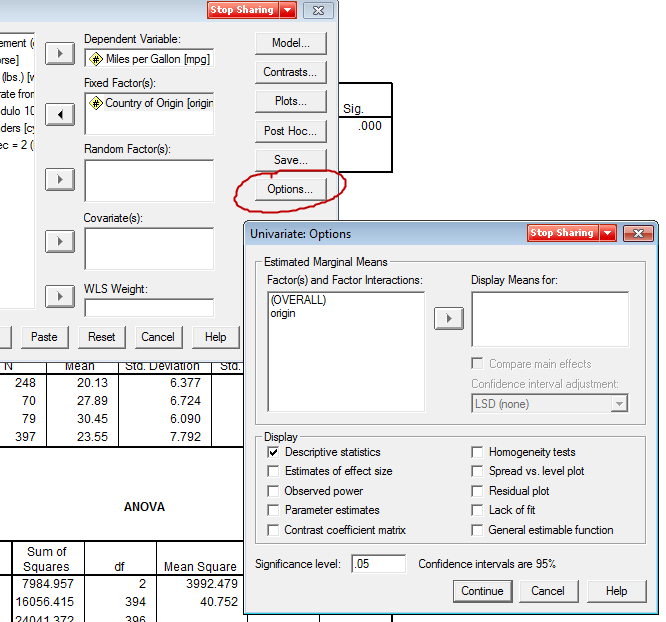 Stop Sharing
Dependent Variable:
Miles per Gallon [mpg]
Fixed Factor(s):
Country of Origin [origin
Random Factor(s):
Covariate(s):
WLS Weight:
ement (
orse]
(lbs.) [w
rate from
dulo 10
ders [cy
ec = 2 (
Model...
Contrasts...
Plots...
Post Hoc...
Save...
Options...
Paste
Reset
Cancel
Help
Sig.
.000
Univariate: Options
Stop Sharing
Estimated Marginal Means
Factor(s) and Factor Interactions:
(OVERALL)
origin
Display Means for:
Compare main effects
Confidence interval adjustment:
LSD (none)
Display
Descriptive statistics
Estimates of effect size
Observed power
Parameter estimates
Contrast coefficient matrix
Homogeneity tests
Spread vs. level plot
Residual plot
Lack of fit
General estimable function
Significance level: .05 Confidence intervals are 95%
Continue
Cancel
Help
N Mean Std. Deviation Std.
248 20.13 6.377
70 27.89 6.724
79 30.45 6.090
397 23.55 7.792
ANOVA
Sum of
Squares df Mean Square
7984.957 2 3992.479
16056.415 394 40.752
24041.372 396